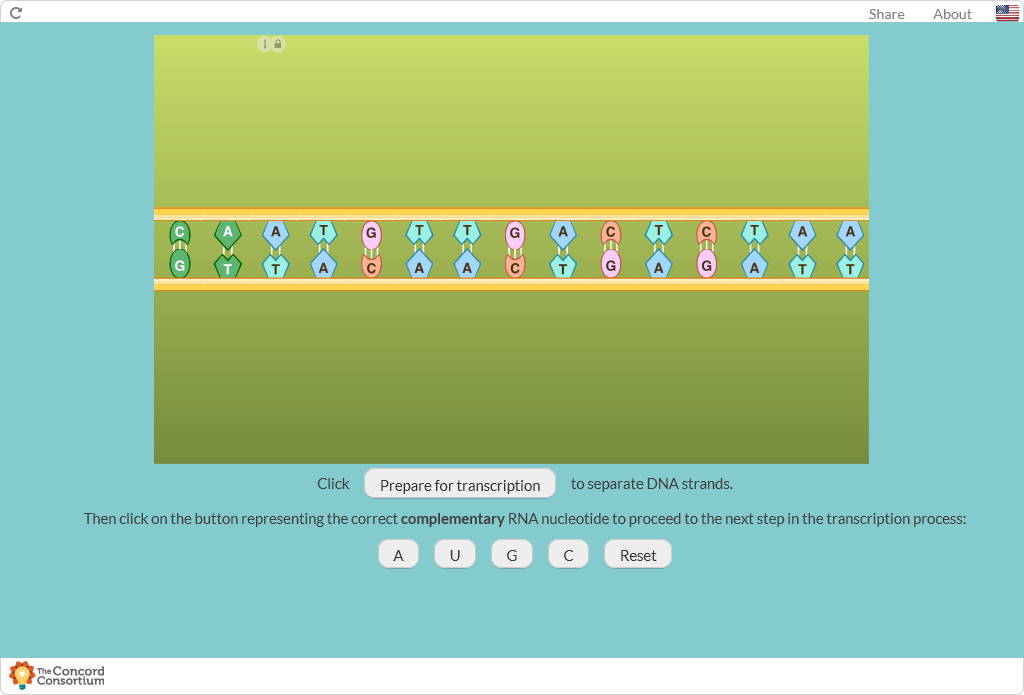 Share About
C A A T G T T G A C T C T A A
G T T A C A A C T G A G A T T
Click Prepare for transcription to separate DNA strands.
Then click on the button representing the correct complementary RNA nucleotide to proceed to the next step in the transcription process:
A U G C Reset
The Concord
Consortium